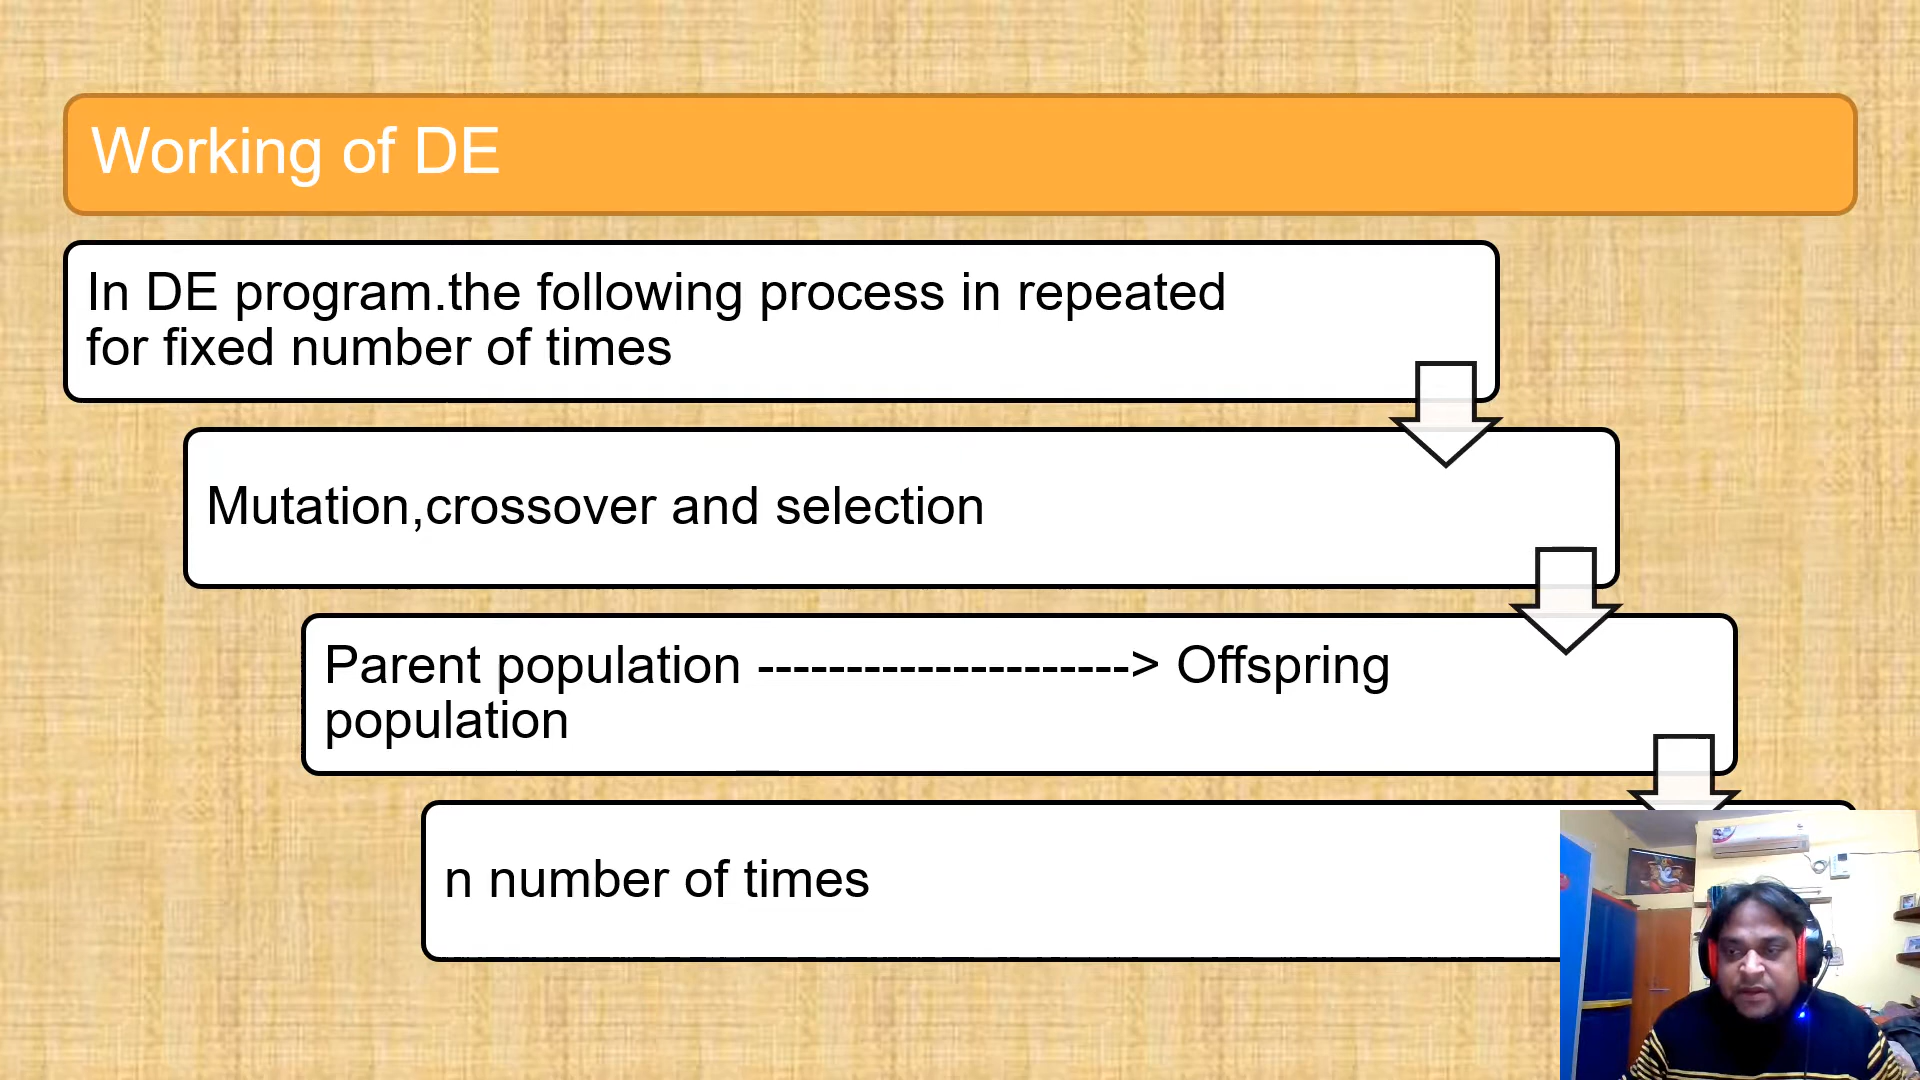 Working of DE
In DE program.the following process in repeated
for fixed number of times
Mutation,crossover and selection
Parent population ---------------------> Offspring
population
n number of times